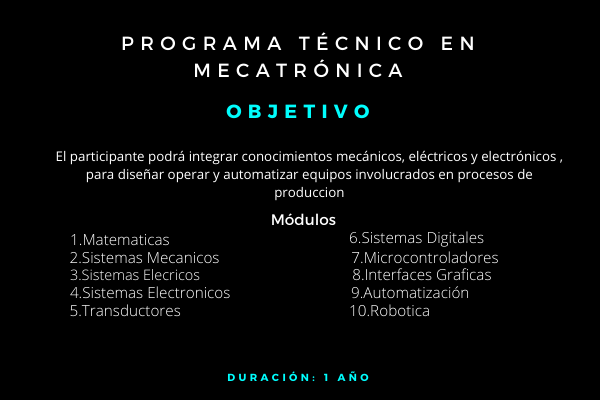 PROGRAMA TÉCNICO EN
MECATRÓNICA
OBJETIVO
El participante podrá integrar conocimientos mecánicos, eléctricos y electrónicos ,
para diseñar operar y automatizar equipos involucrados en procesos de
produccion
Módulos
1.Matematicas
2.Sistemas Mecanicos
3.Sistemas Elecricos
4.Sistemas Electronicos
5.Transductores
6.Sistemas Digitales
7.Microcontroladores
8.Interfaces Graficas
9.Automatización
10.Robotica
DURACIÓN: 1 AÑO